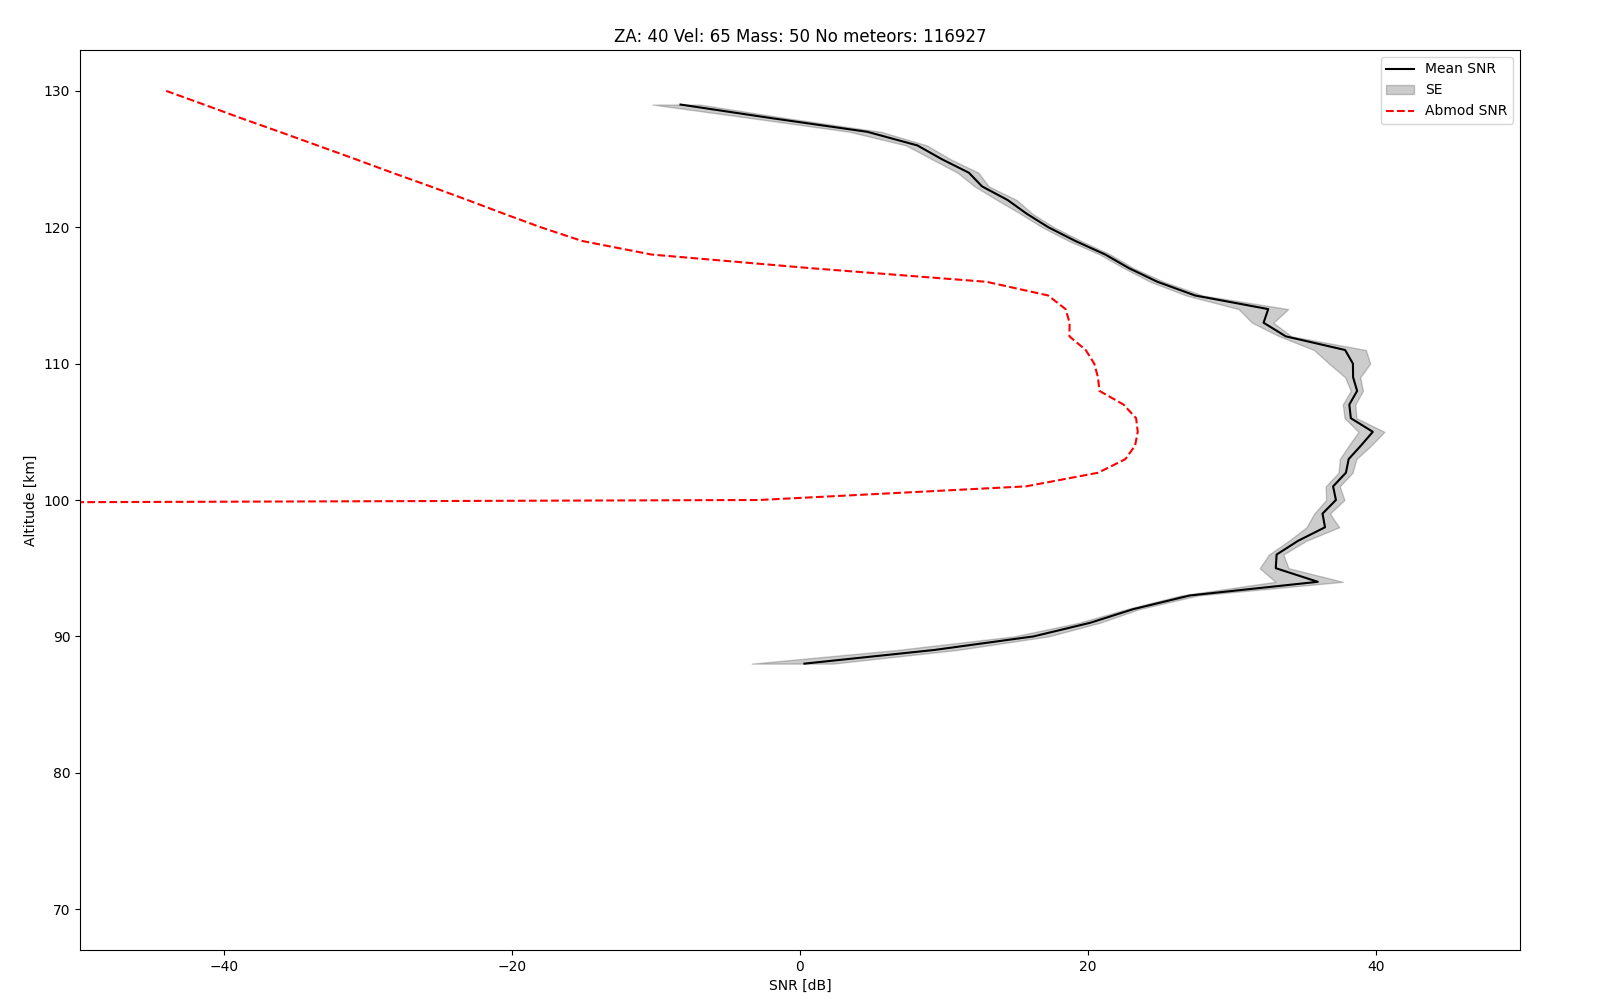 ZA: 40 Vel: 65 Mass: 50 No meteors: 116927
Mean SNR
SE
Abmod SNR
130
120
110
100
90
80
70
Altitude [km]
−40
−20
0
20
40
SNR [dB]